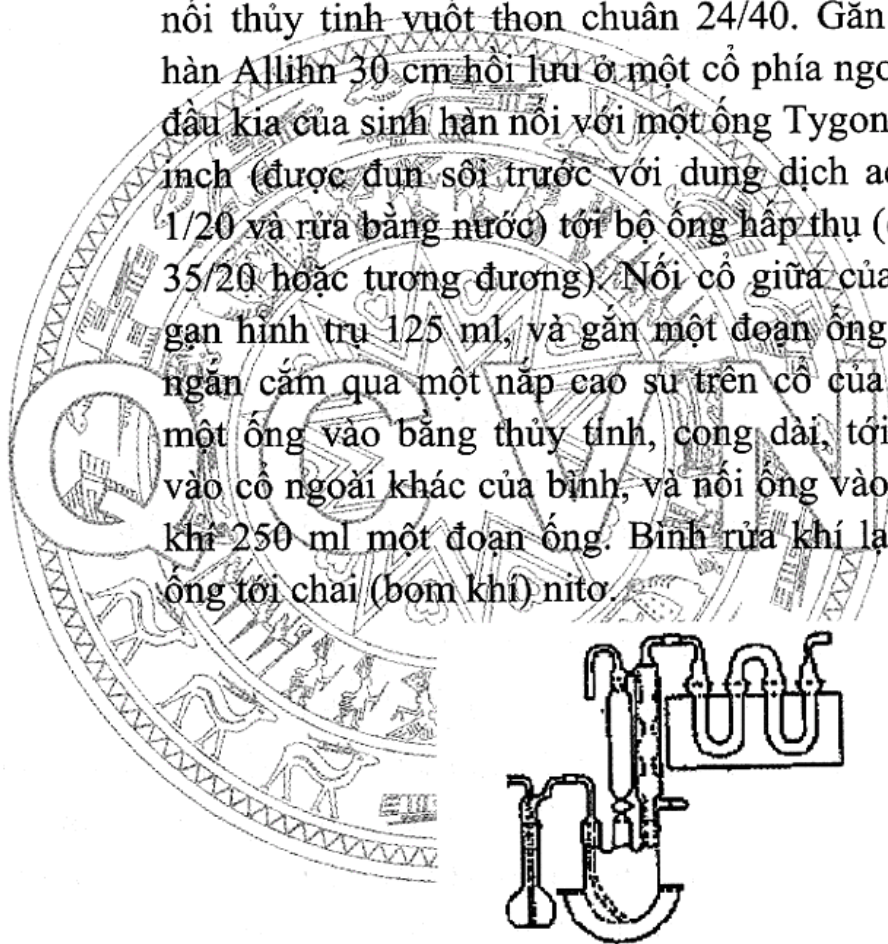 nối thủy tinh vuốt thon chuẩn 24/40. Gắn
hàn Allihn 30 cm hồi lưu ở một cổ phía
đầu kia của sinh hàn nối với một ống Tygon
inch (được đun sôi trước với dung dịch
1/20 và rửa bằng nước) tới bộ ống hấp thụ
35/20 hoặc tương đương). Nối cổ giữa của
gạn hình trụ 125 ml, và gắn một đoạn ống
ngắn cắm qua một nắp cao su trên cổ của
một ống vào bằng thủy tinh, cong dài, tới
vào cổ ngoài khác của bình, và nối ống vào
khí 250 ml một đoạn ống. Bình rửa khí
ống tới chai (bom khí) nitơ.
QCVN